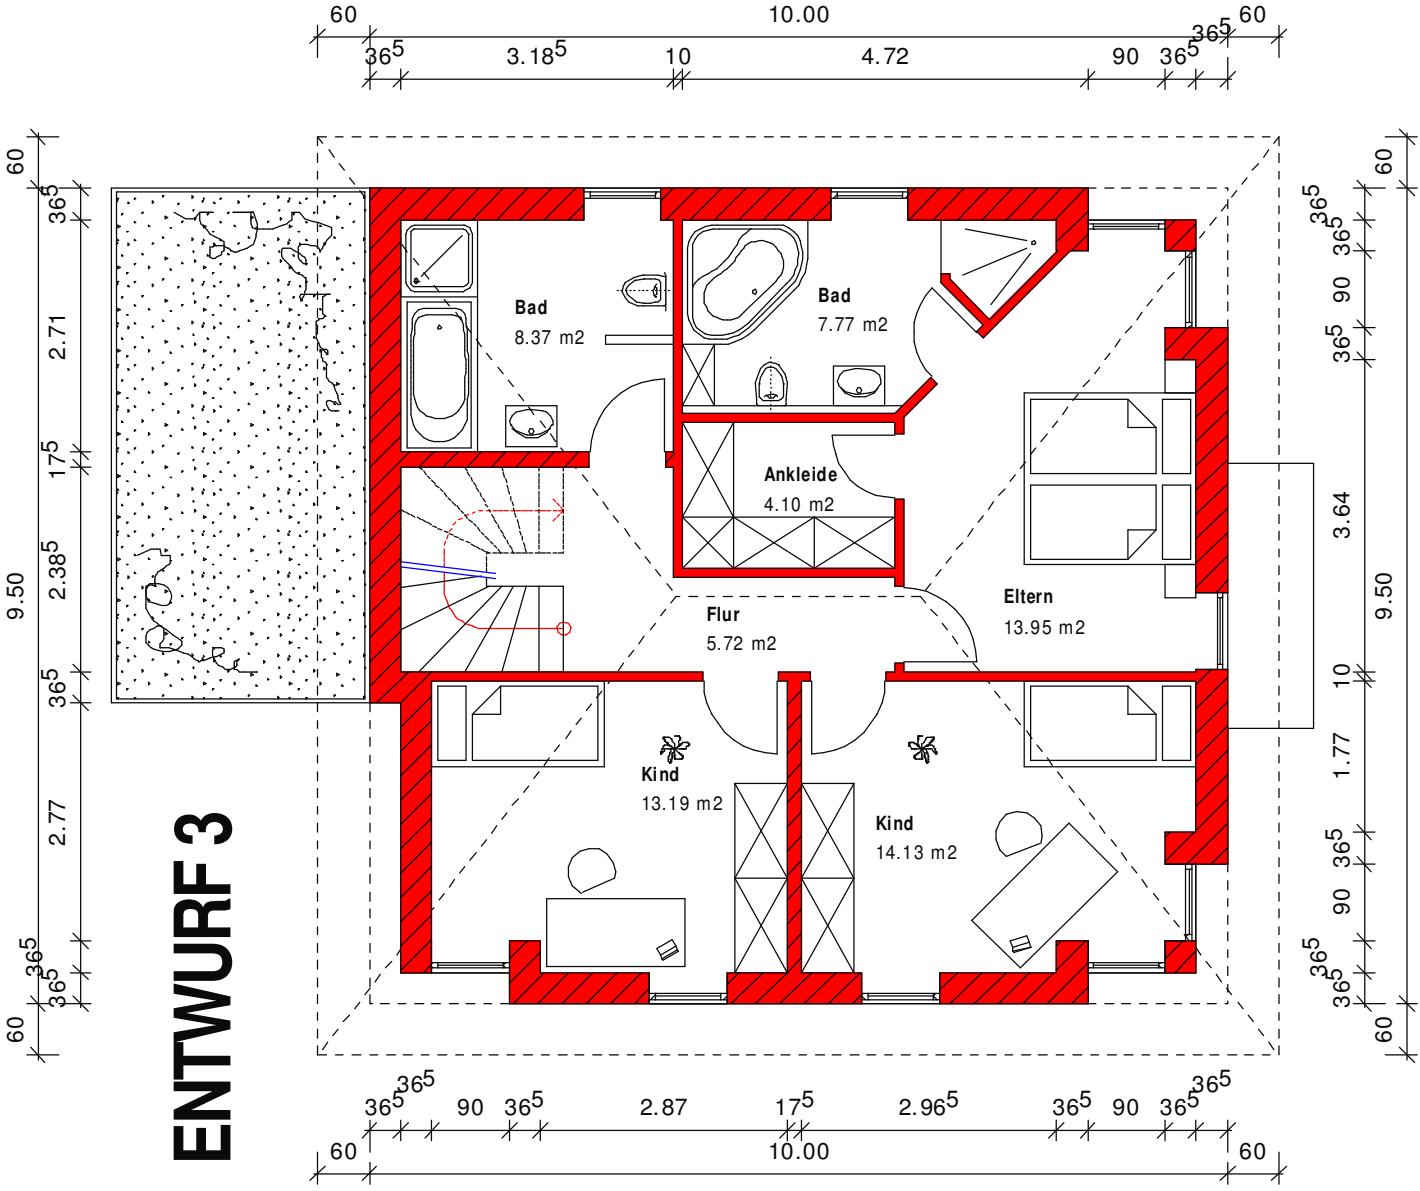 60 10.00 60
36⁵
36⁵ 3.18⁵ 10 4.72 90 36⁵
60
36⁵
2.71
17⁵
2.38⁵
36⁵
2.77
36⁵
36⁵
60
9.50
60
36⁵
36⁵
90
36⁵
3.64
10
1.77
36⁵
90
36⁵
36⁵
60
9.50
Bad
8.37 m2
Bad
7.77 m2
Ankleide
4.10 m2
Eltern
13.95 m2
Flur
5.72 m2
Kind
13.19 m2
Kind
14.13 m2
ENTWURF 3
36⁵ 36⁵
36⁵ 90 36⁵ 2.87 17⁵ 2.96⁵ 36⁵ 90 36⁵
60 10.00 60